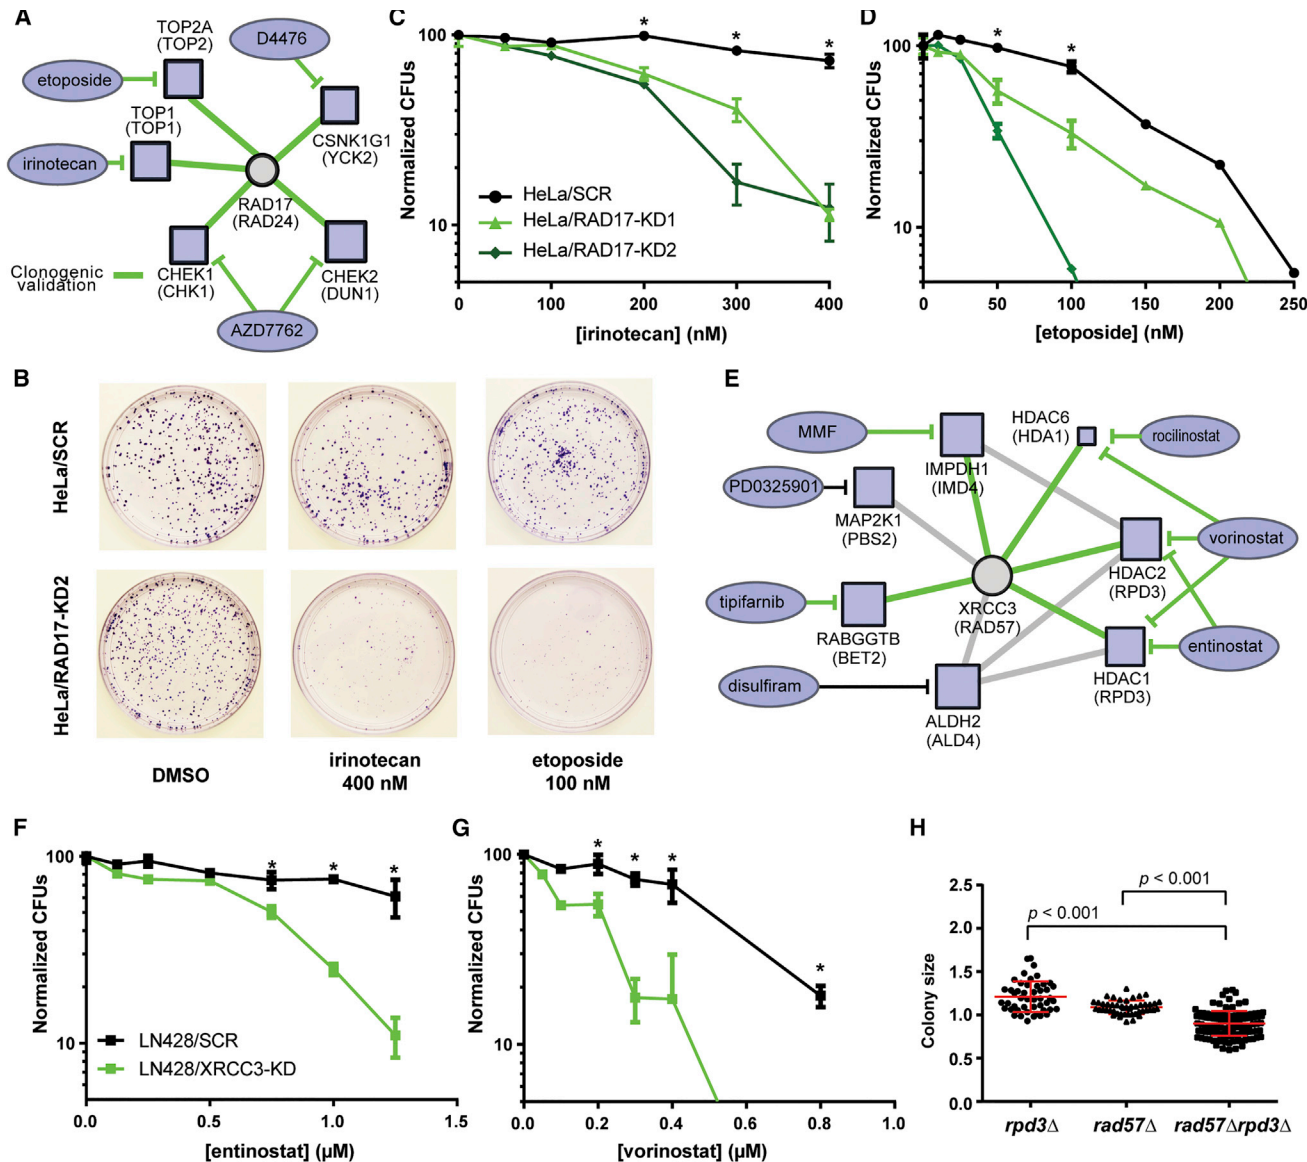 A
TOP2A
(TOP2)
D4476
etoposide
TOP1
(TOP1)
CSNK1G1
(YCK2)
irinotecan
RAD17
(RAD24)
Clonogenic
validation
CHEK1
(CHK1)
CHEK2
(DUN1)
AZD7762
C
Normalized CFUs
100
10
*
*
*
HeLa/SCR
HeLa/RAD17-KD1
HeLa/RAD17-KD2
0 100 200 300 400
[irinotecan] (nM)
D
Normalized CFUs
100
10
*
*
0 50 100 150 200 250
[etoposide] (nM)
B
HeLa/SCR
HeLa/RAD17-KD2
DMSO
irinotecan
400 nM
etoposide
100 nM
E
MMF
IMPDH1
(IMD4)
HDAC6
(HDA1)
rocilinostat
PD0325901
MAP2K1
(PBS2)
vorinostat
HDAC2
(RPD3)
tipifarnib
RABGGTB
(BET2)
XRCC3
(RAD57)
entinostat
HDAC1
(RPD3)
disulfiram
ALDH2
(ALD4)
F
Normalized CFUs
100
10
*
*
*
LN428/SCR
LN428/XRCC3-KD
0.0 0.5 1.0 1.5
[entinostat] (µM)
G
Normalized CFUs
100
10
*
*
*
*
0.0 0.2 0.4 0.6 0.8 1.0
[vorinostat] (µM)
H
Colony size
2.5
2.0
1.5
1.0
0.5
0.0
p < 0.001
p < 0.001
rpd3Δ
rad57Δ
rad57Δrpd3Δ